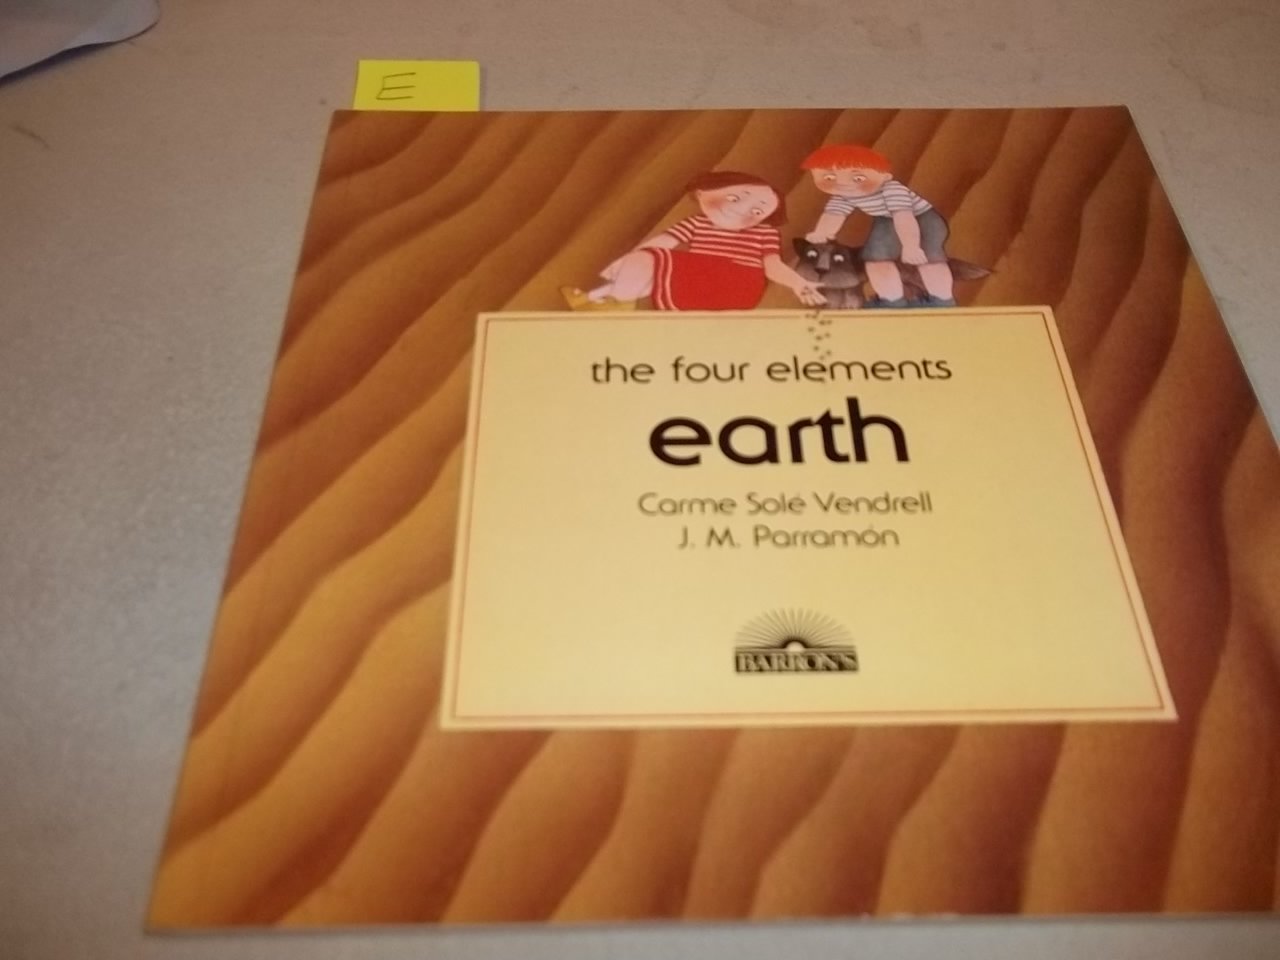 E
the four elements
earth
Carme Solé Vendrell
J. M. Parramón
BARRON'S